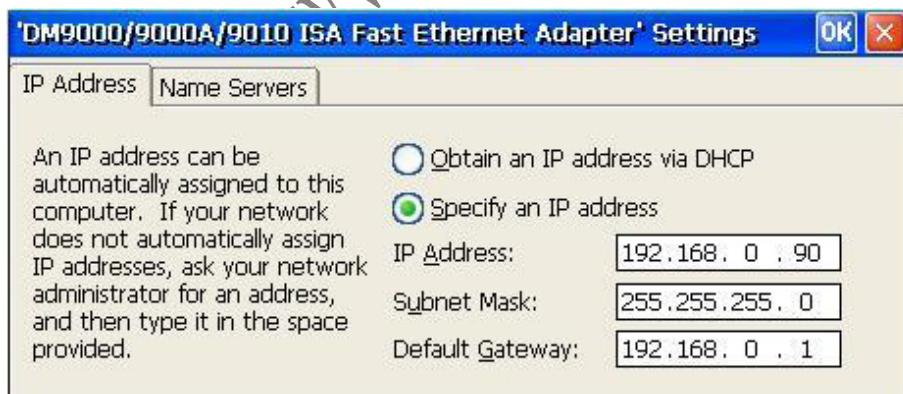 'DM9000/9000A/9010 ISA Fast Ethernet Adapter' Settings OK
IP Address Name Servers
An IP address can be
automatically assigned to this
computer. If your network
does not automatically assign
IP addresses, ask your network
administrator for an address,
and then type it in the space
provided.
Obtain an IP address via DHCP
Specify an IP address
IP Address: 192.168. 0 .90
Subnet Mask: 255.255.255. 0
Default Gateway: 192.168. 0 . 1